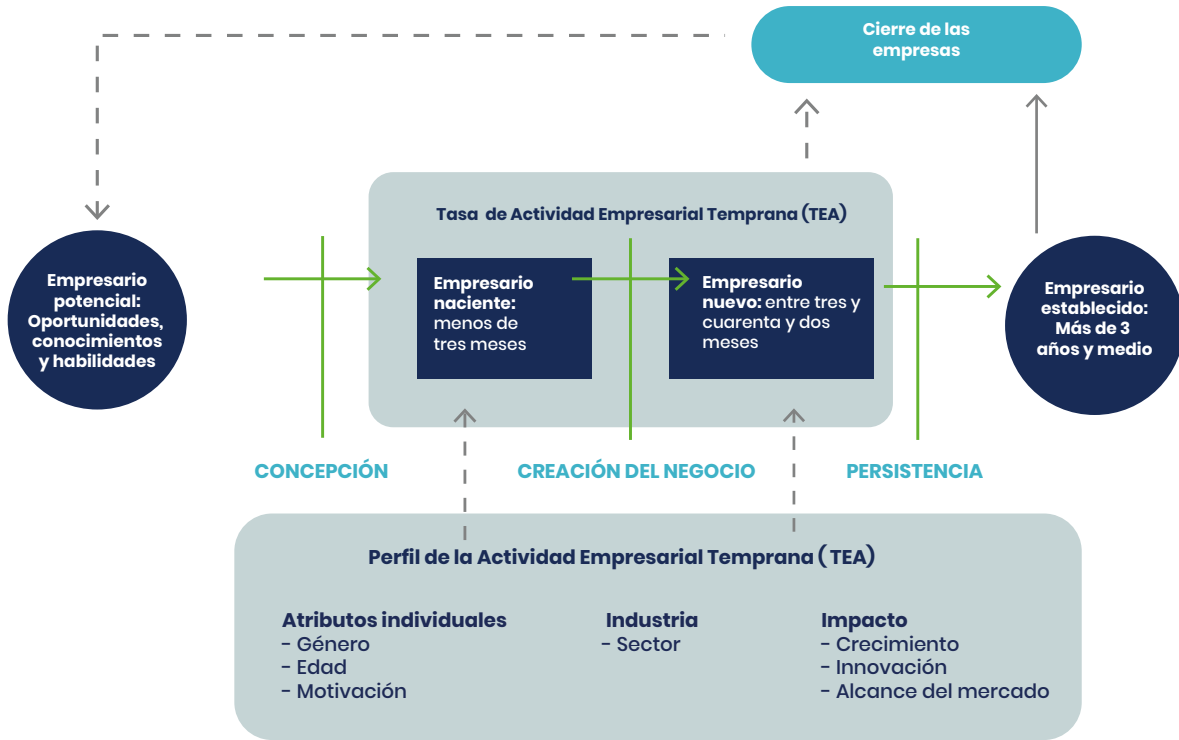 Cierre de las
empresas
Tasa de Actividad Empresarial Temprana (TEA)
Empresario
potencial:
Oportunidades,
conocimientos
y habilidades
Empresario
naciente:
menos de
tres meses
Empresario
nuevo: entre tres y
cuarenta y dos
meses
Empresario
establecido:
Más de 3
años y medio
CONCEPCIÓN
CREACIÓN DEL NEGOCIO
PERSISTENCIA
Perfil de la Actividad Empresarial Temprana ( TEA)
Atributos individuales
- Género
- Edad
- Motivación
Industria
- Sector
Impacto
- Crecimiento
- Innovación
- Alcance del mercado